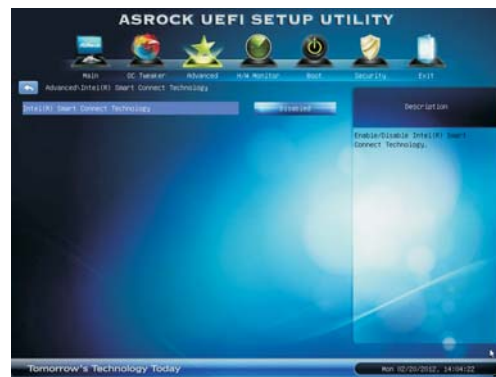 ASROCK UEFI SETUP UTILITY
Main OC Tweaker Advanced H/W Monitor Boot Security Exit
Advanced\Intel(R) Smart Connect Technology
Intel(R) Smart Connect Technology Disabled
Description
Enable/Disable Intel(R) Smart
Connect Technology.
Tomorrow's Technology Today
Mon 02/20/2012, 14:04:22